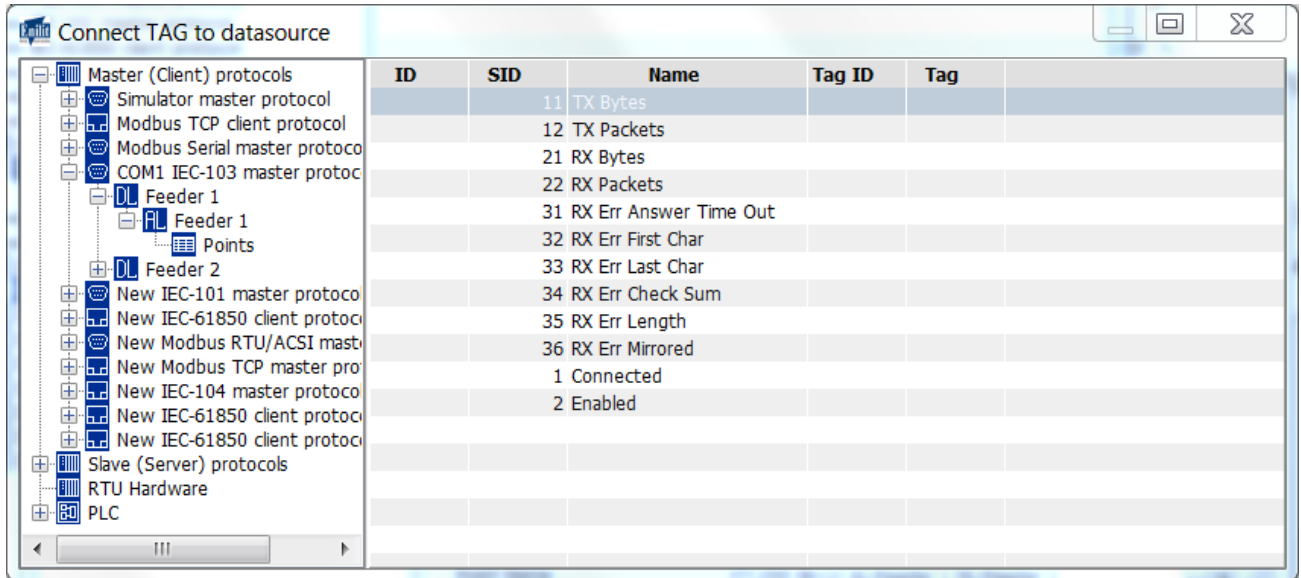 Emilit Connect TAG to datasource
Master (Client) protocols
Simulator master protocol
Modbus TCP client protocol
Modbus Serial master protoco
COM1 IEC-103 master protoc
DL Feeder 1
AL Feeder 1
Points
DL Feeder 2
New IEC-101 master protocol
New IEC-61850 client protoc
New Modbus RTU/ACSI mast
New Modbus TCP master pro
New IEC-104 master protocol
New IEC-61850 client protoc
New IEC-61850 client protoc
Slave (Server) protocols
RTU Hardware
PLC
ID SID Name Tag ID Tag
11 TX Bytes
12 TX Packets
21 RX Bytes
22 RX Packets
31 RX Err Answer Time Out
32 RX Err First Char
33 RX Err Last Char
34 RX Err Check Sum
35 RX Err Length
36 RX Err Mirrored
1 Connected
2 Enabled